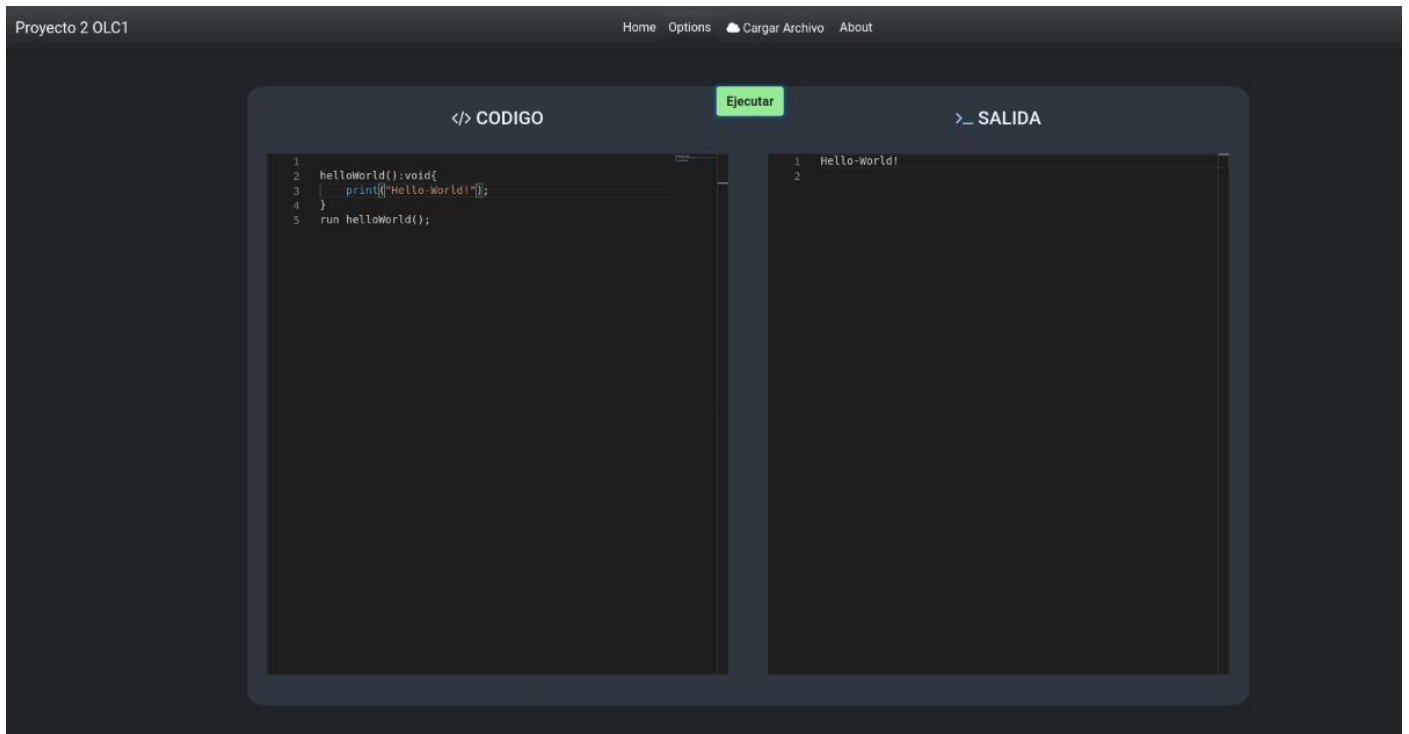 Proyecto 2 OLC1
Home Options Cargar Archivo About
Ejecutar
</> CODIGO
1
2 helloWorld():void{
3 print("Hello-World!");
4 }
5 run helloWorld();
>_ SALIDA
1 Hello-World!
2